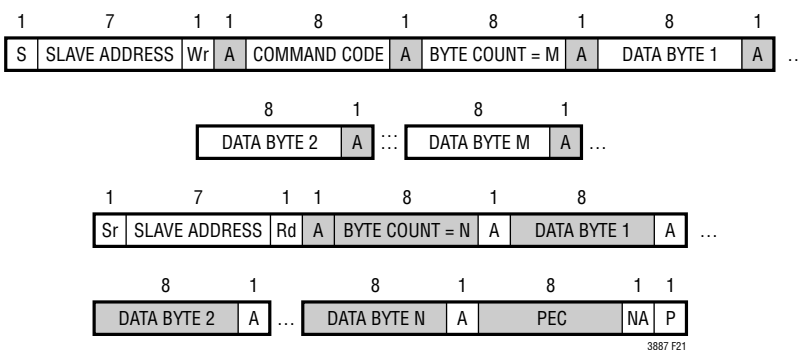 1 7 1 1 8 1 8 1 8 1
S SLAVE ADDRESS Wr A COMMAND CODE A BYTE COUNT = M A DATA BYTE 1 A …
8 1 8 1
DATA BYTE 2 A … DATA BYTE M A …
1 7 1 1 8 1 8 1
Sr SLAVE ADDRESS Rd A BYTE COUNT = N A DATA BYTE 1 A …
8 1 8 1 8 1 1
DATA BYTE 2 A … DATA BYTE N A PEC NA P
3887 F21